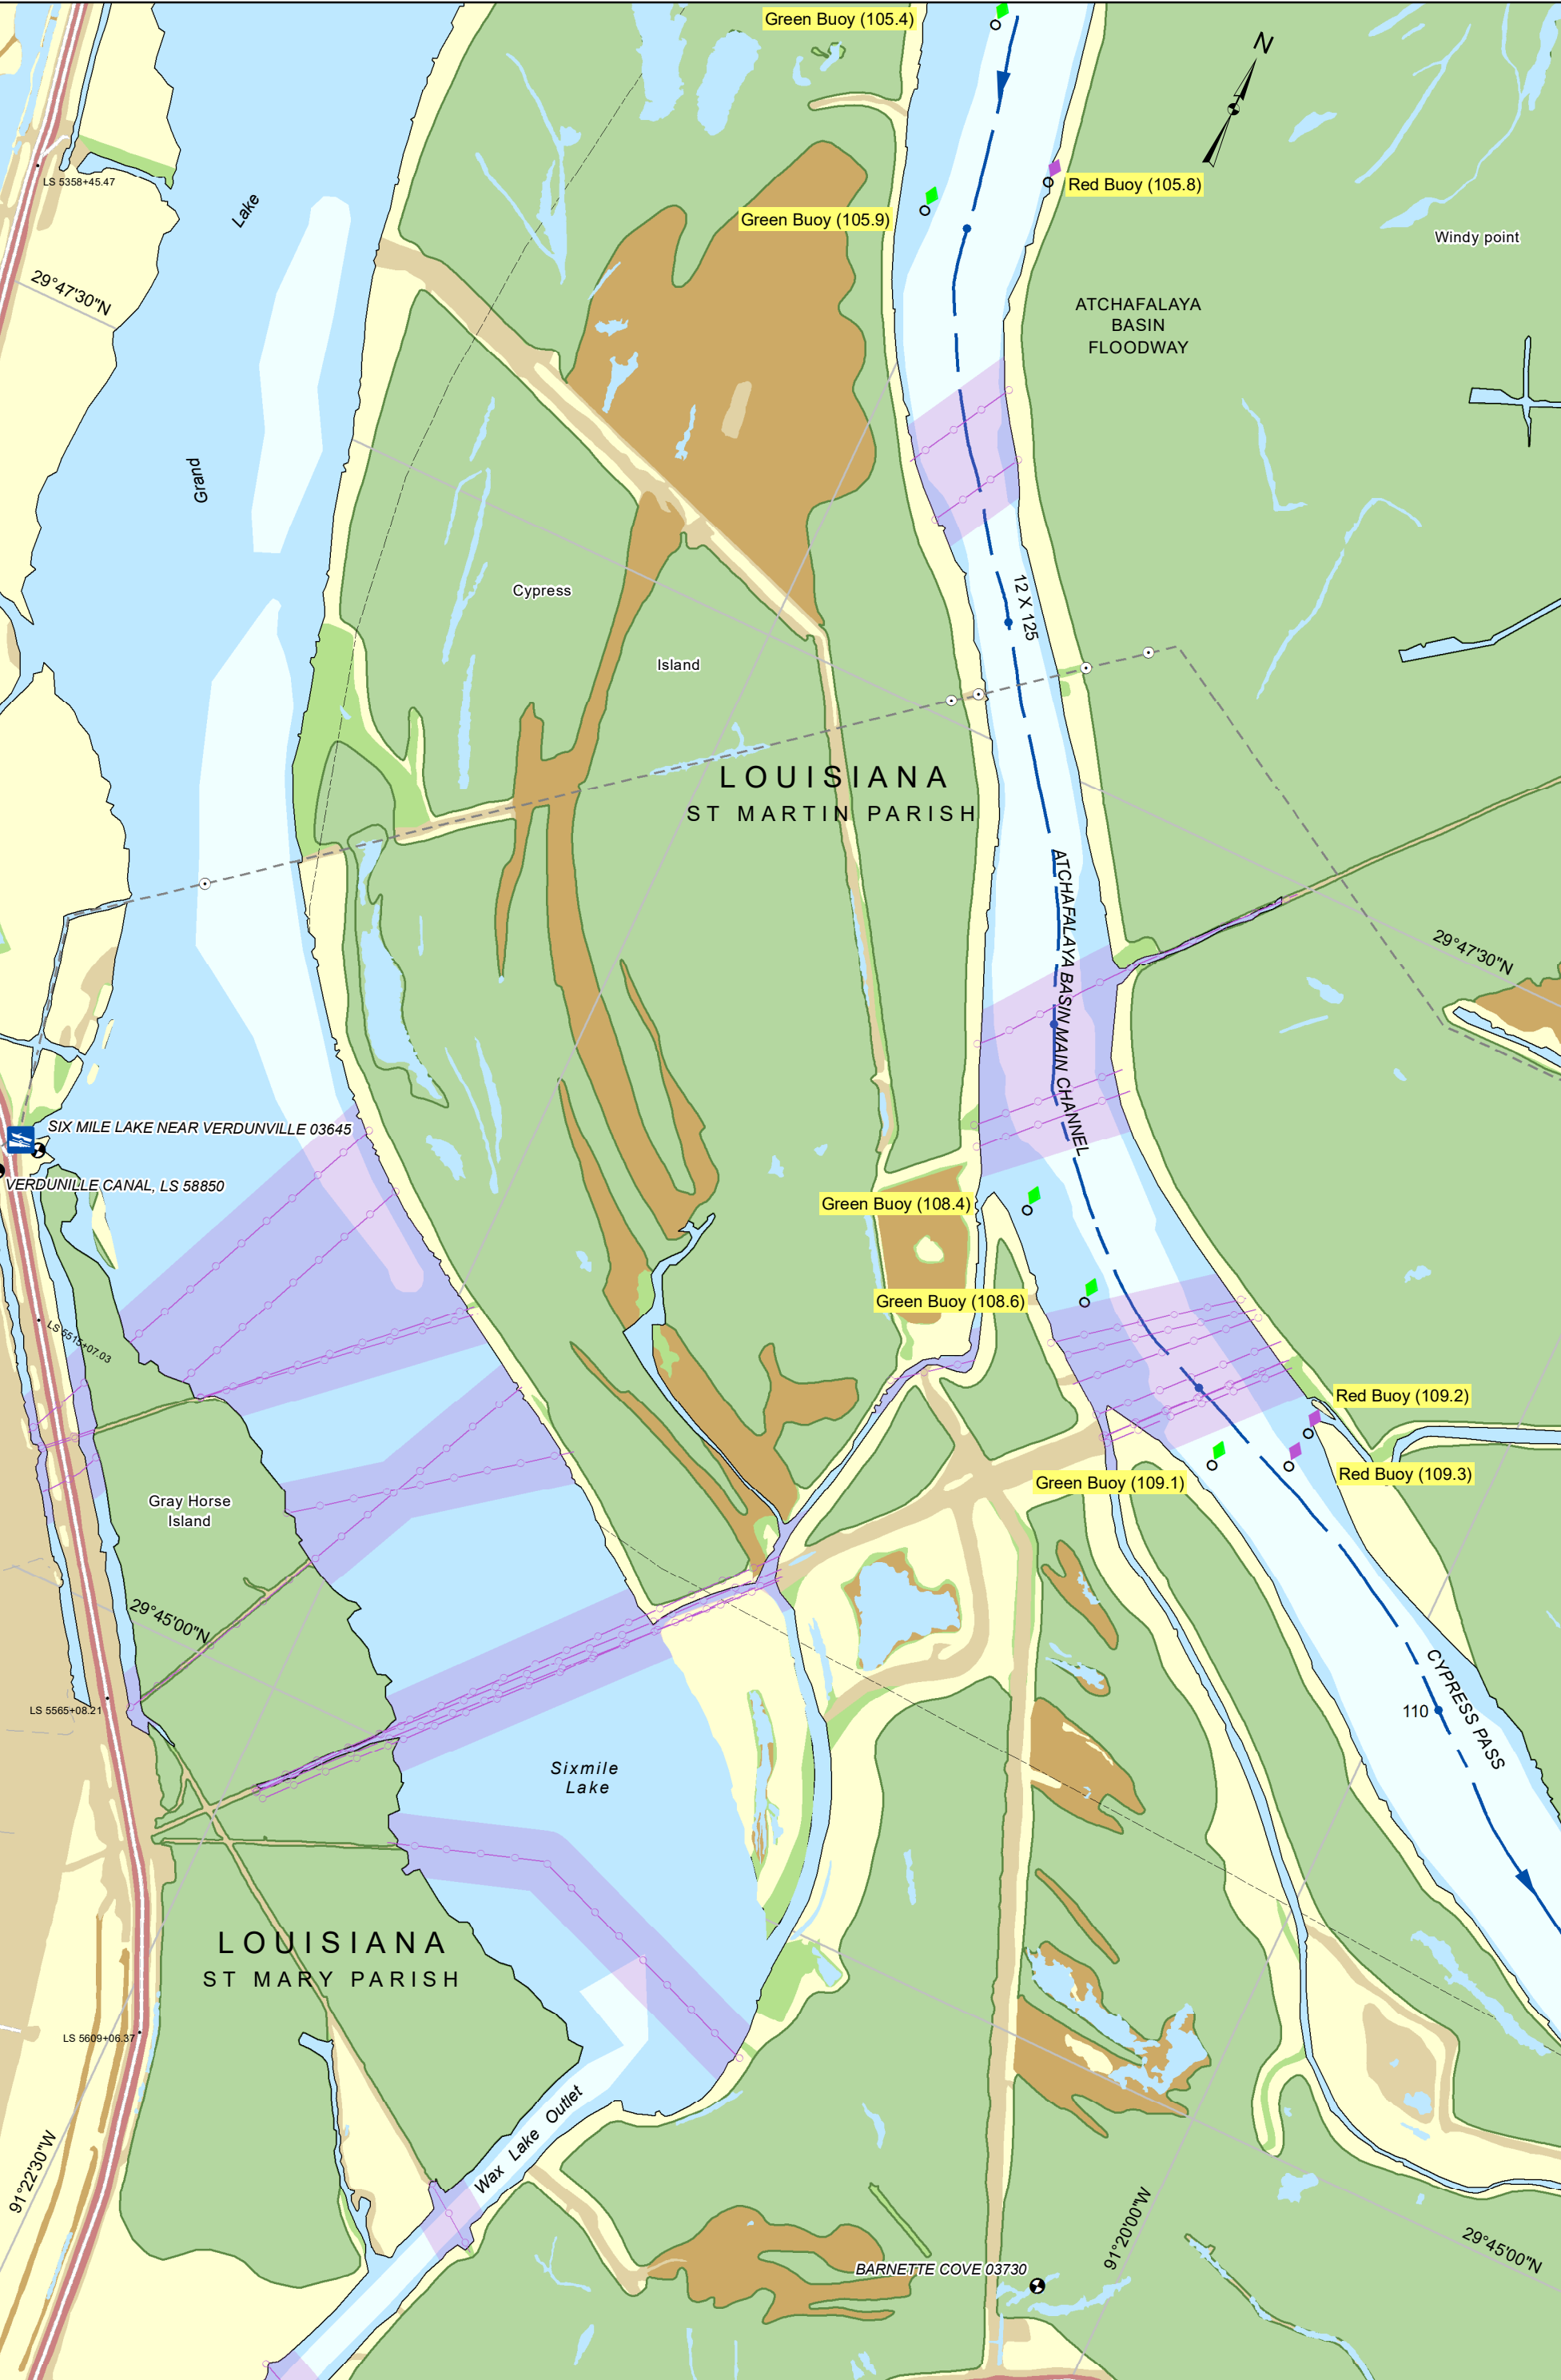 Green Buoy (105.4)
N
LS 5358+45.47
Red Buoy (105.8)
Lake
Green Buoy (105.9)
Windy point
29°47'30"N
ATCHAFALAYA
BASIN
FLOODWAY
Grand
Cypress
12 X 125
Island
LOUISIANA
ST MARTIN PARISH
ATCHAFALAYA BASIN MAIN CHANNEL
29°47'30"N
SIX MILE LAKE NEAR VERDUNVILLE 03645
VERDUNILLE CANAL, LS 58850
Green Buoy (108.4)
Green Buoy (108.6)
LS 5515+07.03
Red Buoy (109.2)
Red Buoy (109.3)
Green Buoy (109.1)
Gray Horse
Island
29°45'00"N
CYPRESS PASS
LS 5565+08.21
110
Sixmile
Lake
LOUISIANA
ST MARY PARISH
LS 5609+06.37
Wax Lake Outlet
91°22'30"W
91°20'00"W
29°45'00"N
BARNETTE COVE 03730